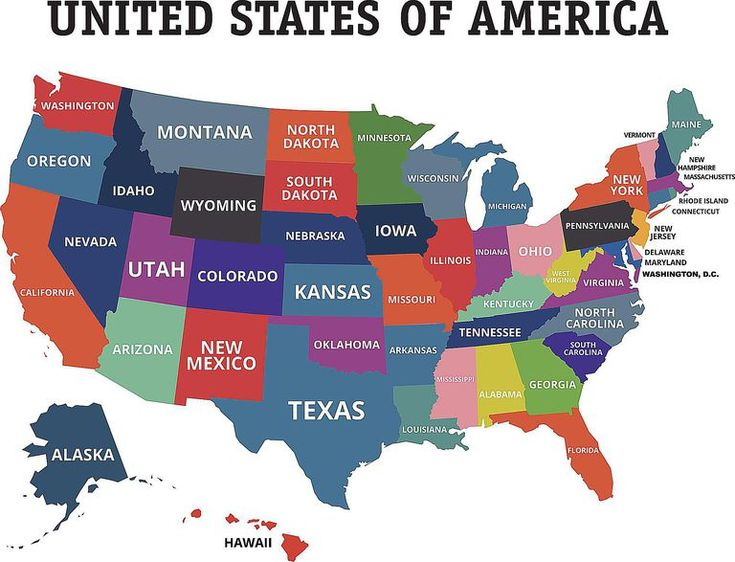 UNITED STATES OF AMERICA
WASHINGTON
MONTANA
NORTH
DAKOTA
MINNESOTA
MAINE
VERMONT
OREGON
IDAHO
WYOMING
SOUTH
DAKOTA
WISCONSIN
MICHIGAN
NEW
YORK
NEW
HAMPSHIRE
MASSACHUSETTS
RHODE ISLAND
CONNECTICUT
NEVADA
UTAH
COLORADO
NEBRASKA
IOWA
ILLINOIS
INDIANA
OHIO
PENNSYLVANIA
NEW
JERSEY
DELAWARE
MARYLAND
WASHINGTON, D.C.
CALIFORNIA
KANSAS
MISSOURI
KENTUCKY
WEST
VIRGINIA
VIRGINIA
ARIZONA
NEW
MEXICO
OKLAHOMA
ARKANSAS
TENNESSEE
NORTH
CAROLINA
SOUTH
CAROLINA
TEXAS
LOUISIANA
MISSISSIPPI
ALABAMA
GEORGIA
FLORIDA
ALASKA
HAWAII